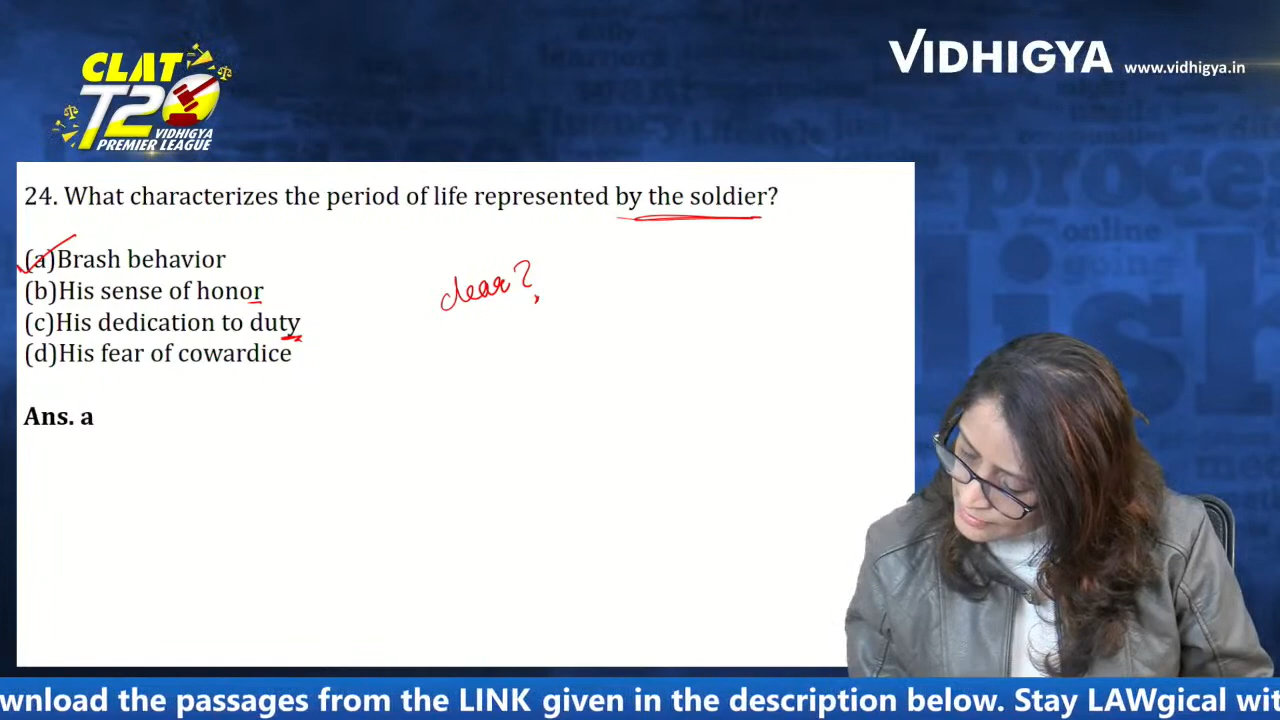 CLAT
T20
VIDHIGYA
PREMIER LEAGUE
VIDHIGYA www.vidhigya.in
24. What characterizes the period of life represented by the soldier?
(a)Brash behavior
(b)His sense of honor
(c)His dedication to duty
(d)His fear of cowardice
clear?
Ans. a
wnload the passages from the LINK given in the description below. Stay LAWgical wit